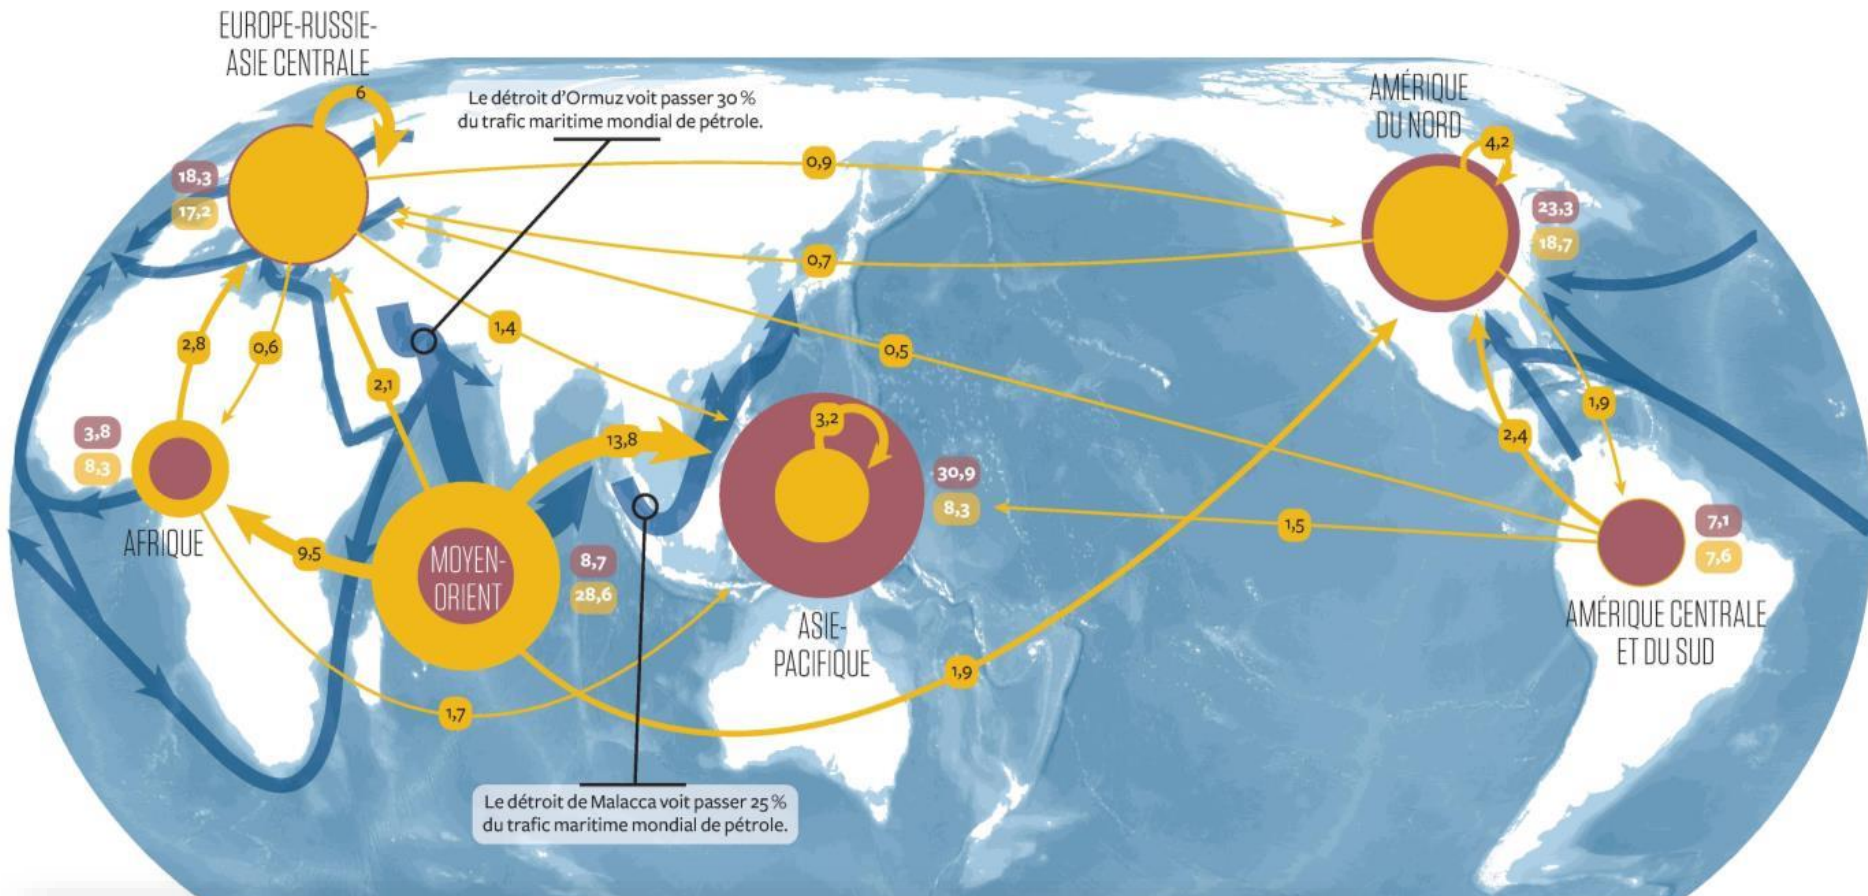 EUROPE-RUSSIE-
ASIE CENTRALE
6
Le détroit d'Ormuz voit passer 30 %
du trafic maritime mondial de pétrole.
AMÉRIQUE
DU NORD
4,2
18,3
17,2
0,9
23,3
18,7
0,7
2,8
0,6
1,4
0,5
2,1
1,9
3,8
8,3
13,8
3,2
2,4
30,9
8,3
1,5
7,1
7,6
AFRIQUE
9,5
MOYEN-
ORIENT
8,7
28,6
ASIE-
PACIFIQUE
AMÉRIQUE CENTRALE
ET DU SUD
1,9
1,7
Le détroit de Malacca voit passer 25 %
du trafic maritime mondial de pétrole.